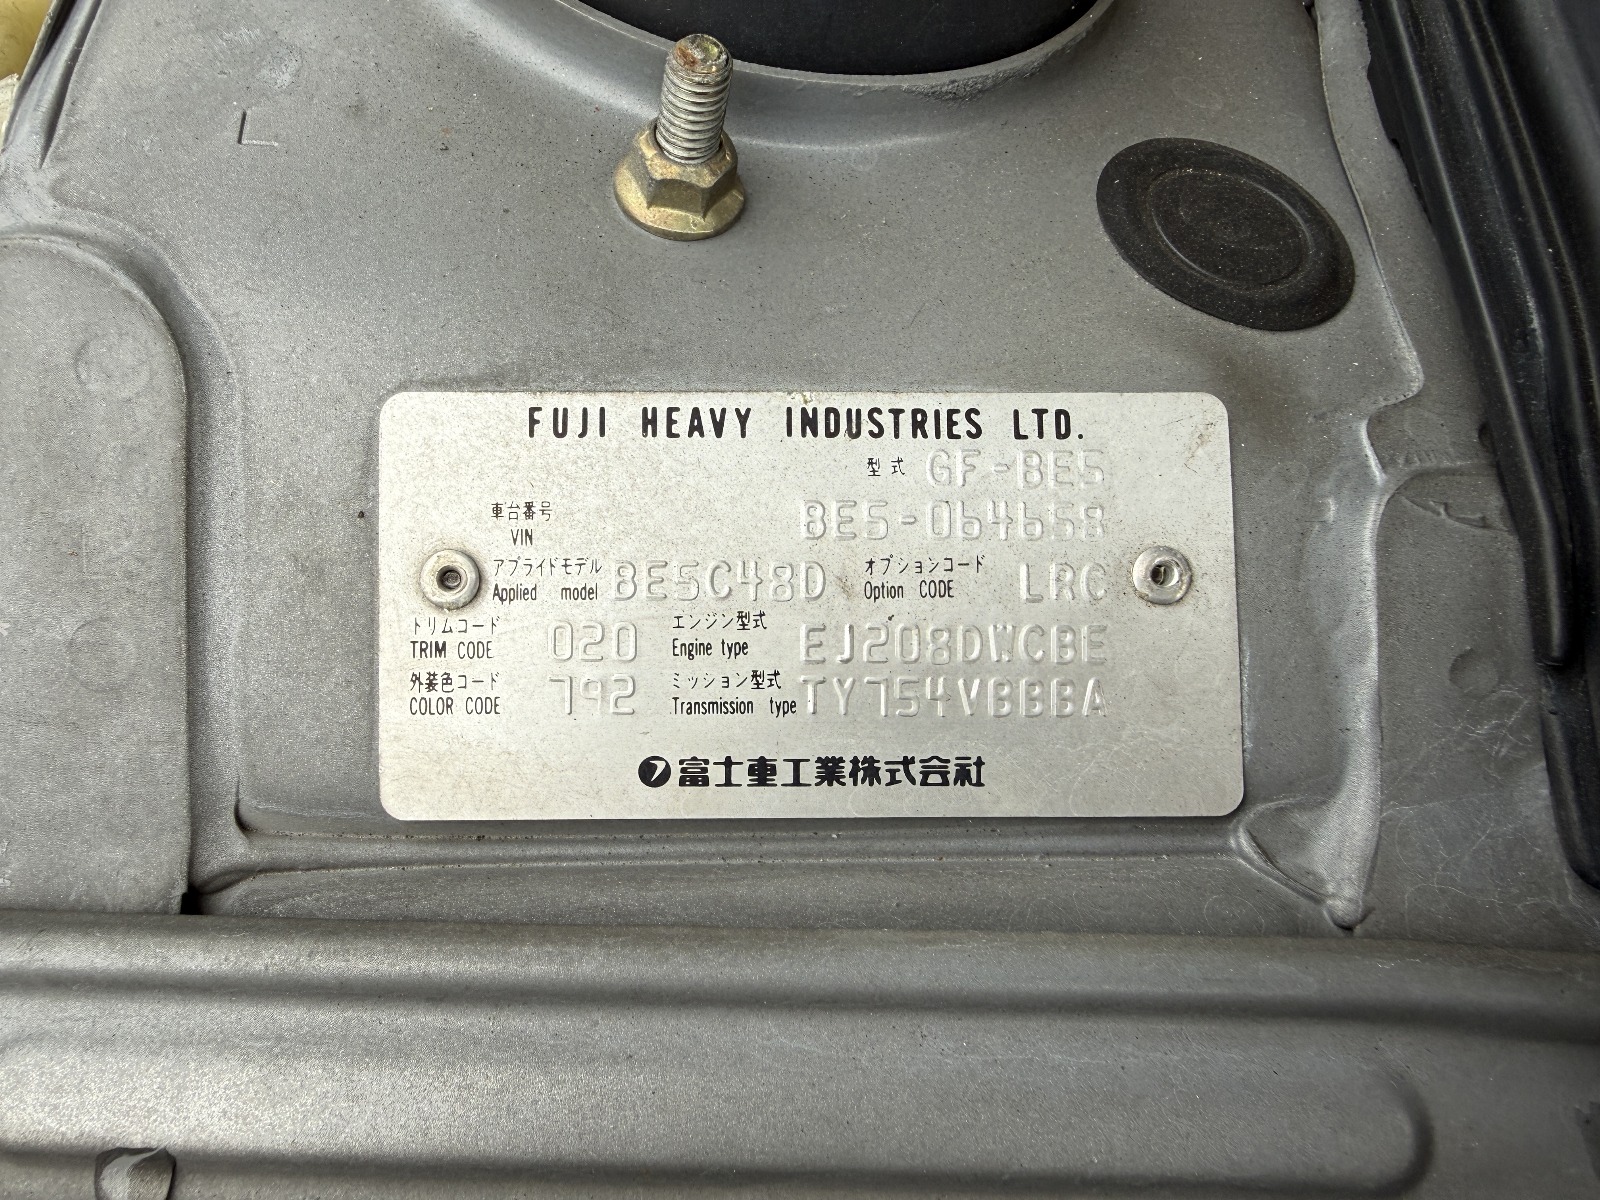 L
FUJI HEAVY INDUSTRIES LTD.
型式 GF-BE5
車台番号
VIN BE5-064658
アプライドモデル
Applied model BE5C48D
オプションコード
Option CODE LRC
トリムコード
TRIM CODE 020
エンジン型式
Engine type EJ208DWCBE
外装色コード
COLOR CODE 792
ミッション型式
Transmission type TY754VBBBA
富士重工業株式会社